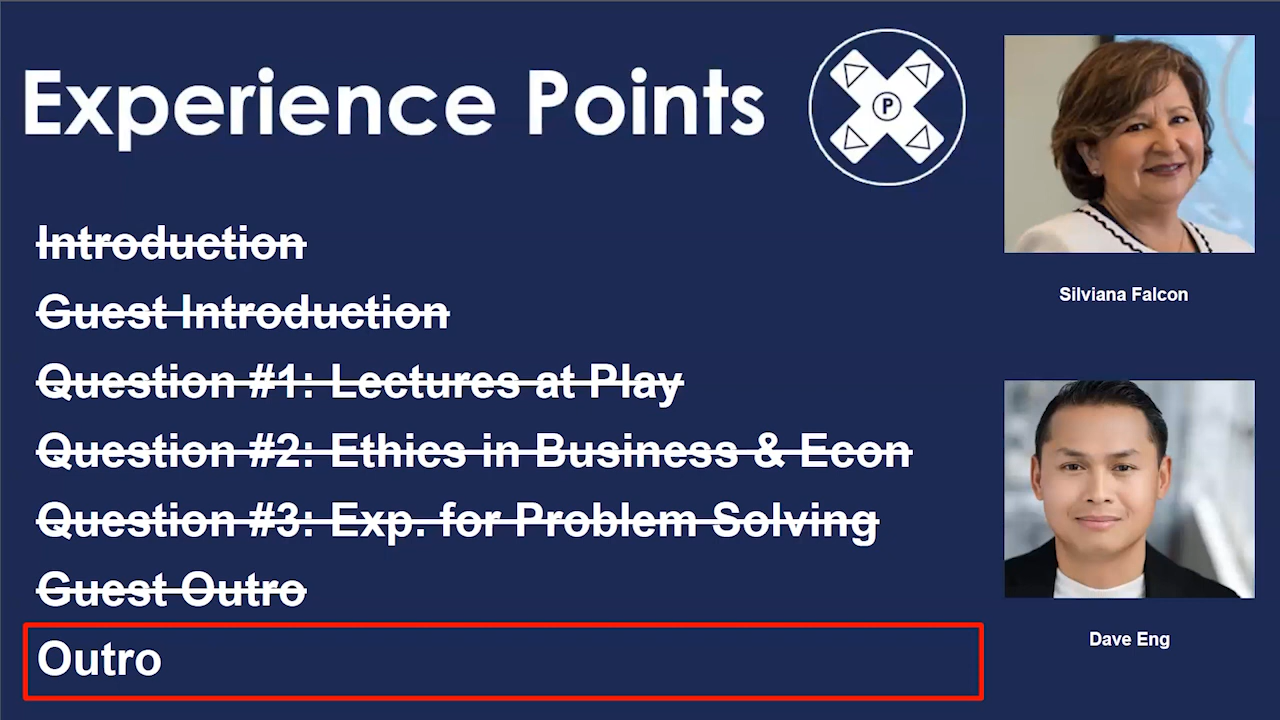 Experience Points
P
Introduction
Guest Introduction
Question #1: Lectures at Play
Question #2: Ethics in Business & Econ
Question #3: Exp. for Problem Solving
Guest Outro
Outro
Silviana Falcon
Dave Eng